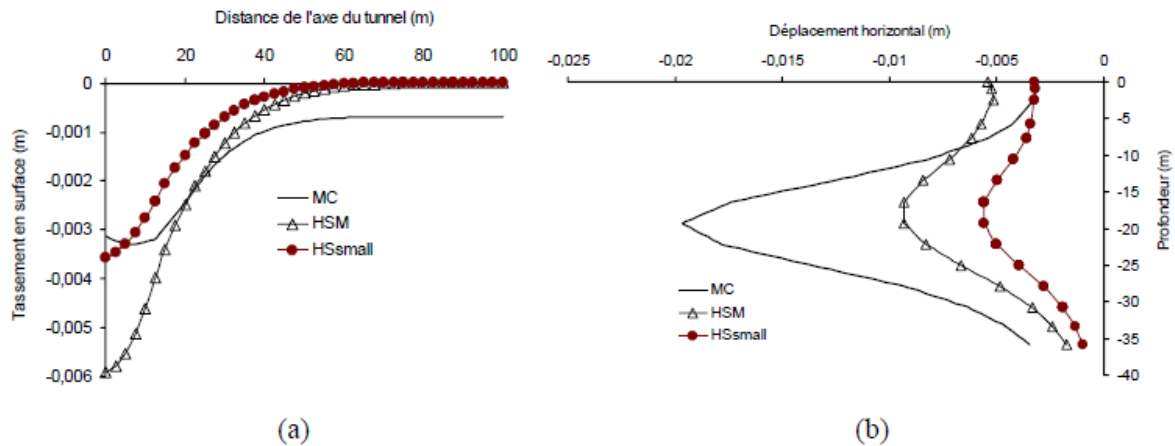 Distance de l'axe du tunnel (m)
0 20 40 60 80 100
0
-0,001
-0,002
-0,003
-0,004
-0,005
-0,006
Tassement en surface (m)
MC
HSM
HSsmall
(a)
Déplacement horizontal (m)
-0,025 -0,02 -0,015 -0,01 -0,005 0
0
-5
-10
-15
-20
-25
-30
-35
-40
Profondeur (m)
MC
HSM
HSsmall
(b)